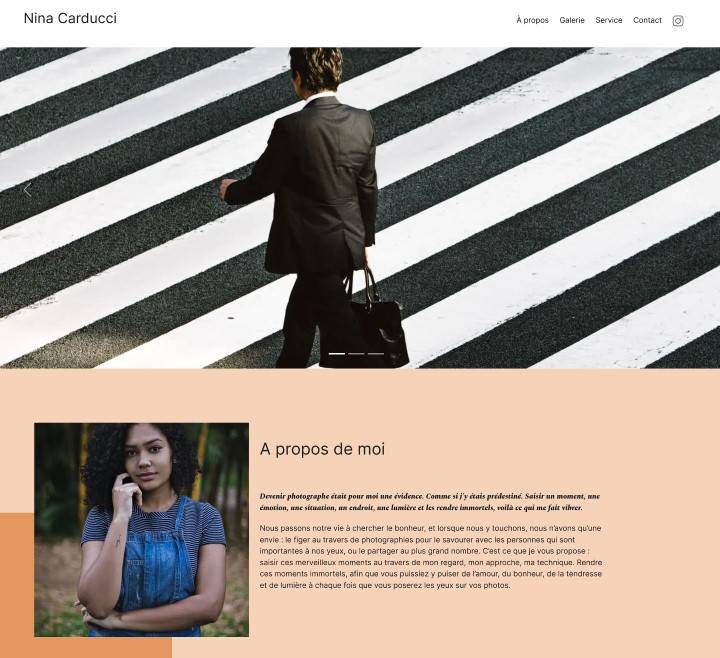 Nina Carducci
À propos Galerie Service Contact
A propos de moi
Devenir photographe était pour moi une évidence. Comme si j'y étais prédestiné. Saisir un moment, une
émotion, une situation, un endroit, une lumière et les rendre immortels, voilà ce qui me fait vibrer.
Nous passons notre vie à chercher le bonheur, et lorsque nous y touchons, nous n'avons qu'une
envie : le figer au travers de photographies pour le savourer avec les personnes qui sont
importantes à nos yeux, ou le partager au plus grand nombre. C'est ce que je vous propose :
saisir ces merveilleux moments au travers de mon regard, mon approche, ma technique. Rendre
ces moments immortels, afin que vous puissiez y puiser de l'amour, du bonheur, de la tendresse
et de lumière à chaque fois que vous poserez les yeux sur vos photos.